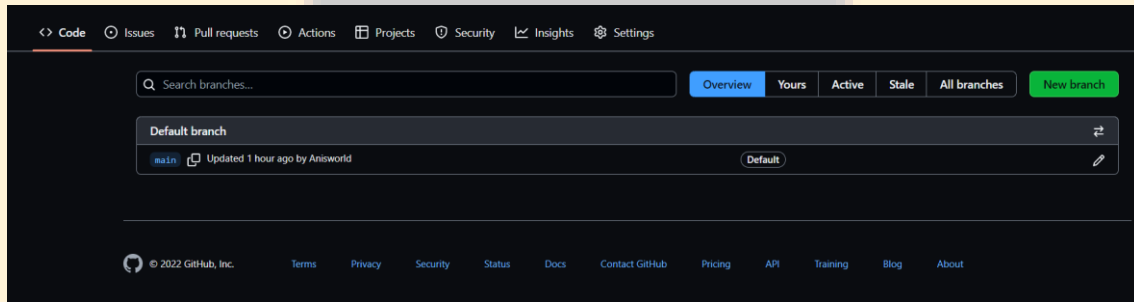 Code Issues Pull requests Actions Projects Security Insights Settings
Search branches... Overview Yours Active Stale All branches New branch
Default branch
main Updated 1 hour ago by Anisworld Default
© 2022 GitHub, Inc. Terms Privacy Security Status Docs Contact GitHub Pricing API Training Blog About